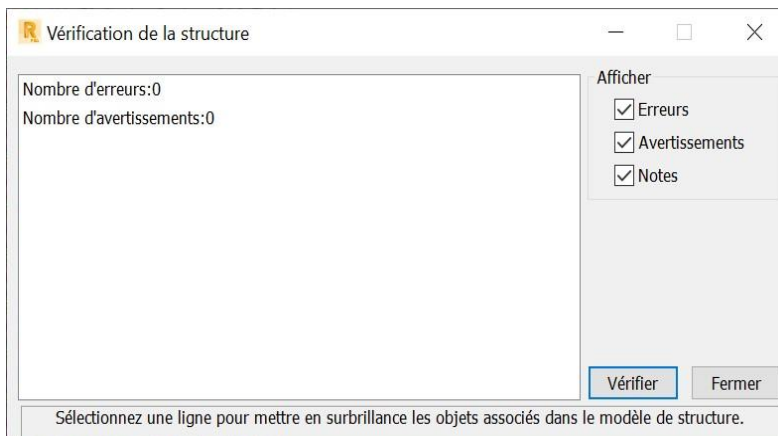 Vérification de la structure
Nombre d'erreurs:0
Nombre d'avertissements:0
Afficher
Erreurs
Avertissements
Notes
Vérifier
Fermer
Sélectionnez une ligne pour mettre en surbrillance les objets associés dans le modèle de structure.